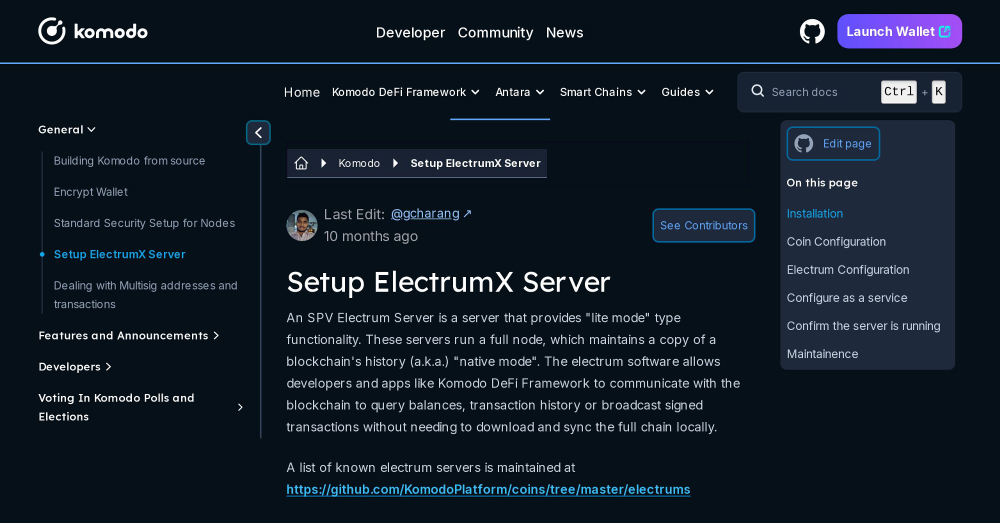 komodo
Developer Community News
Launch Wallet
Home Komodo DeFi Framework Antara Smart Chains Guides
Search docs Ctrl + K
General
Building Komodo from source
Encrypt Wallet
Standard Security Setup for Nodes
Setup ElectrumX Server
Dealing with Multisig addresses and
transactions
Features and Announcements
Developers
Voting In Komodo Polls and
Elections
Komodo Setup ElectrumX Server
Last Edit: @gcharang ↗
10 months ago
See Contributors
Setup ElectrumX Server
An SPV Electrum Server is a server that provides "lite mode" type
functionality. These servers run a full node, which maintains a copy of a
blockchain's history (a.k.a.) "native mode". The electrum software allows
developers and apps like Komodo DeFi Framework to communicate with the
blockchain to query balances, transaction history or broadcast signed
transactions without needing to download and sync the full chain locally.
A list of known electrum servers is maintained at
https://github.com/KomodoPlatform/coins/tree/master/electrums
Edit page
On this page
Installation
Coin Configuration
Electrum Configuration
Configure as a service
Confirm the server is running
Maintainence